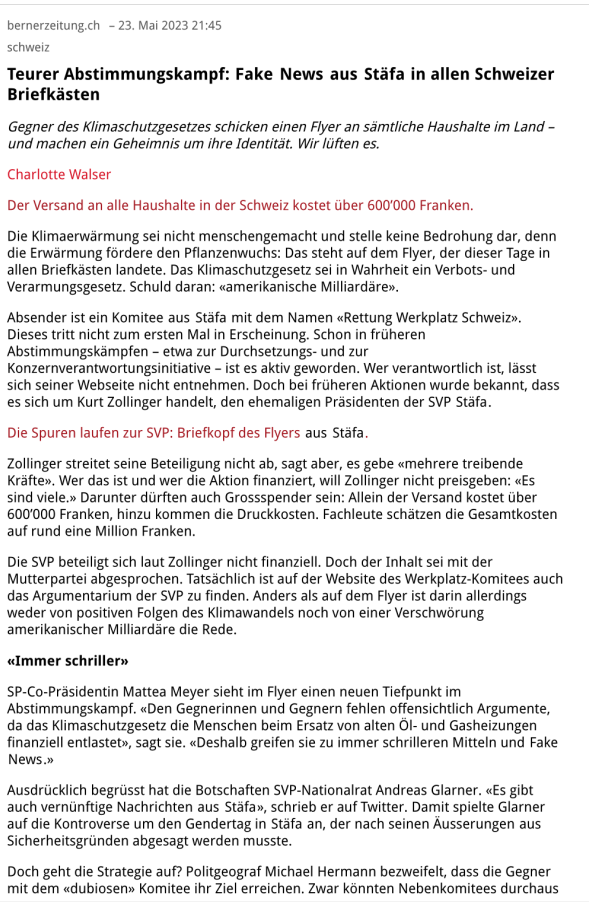 bernerzeitung.ch – 23. Mai 2023 21:45
schweiz
Teurer Abstimmungskampf: Fake News aus Stäfa in allen Schweizer
Briefkästen
Gegner des Klimaschutzgesetzes schicken einen Flyer an sämtliche Haushalte im Land –
und machen ein Geheimnis um ihre Identität. Wir lüften es.
Charlotte Walser
Der Versand an alle Haushalte in der Schweiz kostet über 600’000 Franken.
Die Klimaerwärmung sei nicht menschengemacht und stelle keine Bedrohung dar, denn
die Erwärmung fördere den Pflanzenwuchs: Das steht auf dem Flyer, der dieser Tage in
allen Briefkästen landete. Das Klimaschutzgesetz sei in Wahrheit ein Verbots- und
Verarmungsgesetz. Schuld daran: «amerikanische Milliardäre».
Absender ist ein Komitee aus Stäfa mit dem Namen «Rettung Werkplatz Schweiz».
Dieses tritt nicht zum ersten Mal in Erscheinung. Schon in früheren
Abstimmungskämpfen – etwa zur Durchsetzungs- und zur
Konzernverantwortungsinitiative – ist es aktiv geworden. Wer verantwortlich ist, lässt
sich seiner Webseite nicht entnehmen. Doch bei früheren Aktionen wurde bekannt, dass
es sich um Kurt Zollinger handelt, den ehemaligen Präsidenten der SVP Stäfa.
Die Spuren laufen zur SVP: Briefkopf des Flyers aus Stäfa.
Zollinger streitet seine Beteiligung nicht ab, sagt aber, es gebe «mehrere treibende
Kräfte». Wer das ist und wer die Aktion finanziert, will Zollinger nicht preisgeben: «Es
sind viele.» Darunter dürften auch Grossspender sein: Allein der Versand kostet über
600’000 Franken, hinzu kommen die Druckkosten. Fachleute schätzen die Gesamtkosten
auf rund eine Million Franken.
Die SVP beteiligt sich laut Zollinger nicht finanziell. Doch der Inhalt sei mit der
Mutterpartei abgesprochen. Tatsächlich ist auf der Website des Werkplatz-Komitees auch
das Argumentarium der SVP zu finden. Anders als auf dem Flyer ist darin allerdings
weder von positiven Folgen des Klimawandels noch von einer Verschwörung
amerikanischer Milliardäre die Rede.
«Immer schriller»
SP-Co-Präsidentin Mattea Meyer sieht im Flyer einen neuen Tiefpunkt im
Abstimmungskampf. «Den Gegnerinnen und Gegnern fehlen offensichtlich Argumente,
da das Klimaschutzgesetz die Menschen beim Ersatz von alten Öl- und Gasheizungen
finanziell entlastet», sagt sie. «Deshalb greifen sie zu immer schrilleren Mitteln und Fake
News.»
Ausdrücklich begrüsst hat die Botschaften SVP-Nationalrat Andreas Glarner. «Es gibt
auch vernünftige Nachrichten aus Stäfa», schrieb er auf Twitter. Damit spielte Glarner
auf die Kontroverse um den Gendertag in Stäfa an, der nach seinen Äusserungen aus
Sicherheitsgründen abgesagt werden musste.
Doch geht die Strategie auf? Politgeograf Michael Hermann bezweifelt, dass die Gegner
mit dem «dubiosen» Komitee ihr Ziel erreichen. Zwar könnten Nebenkomitees durchaus